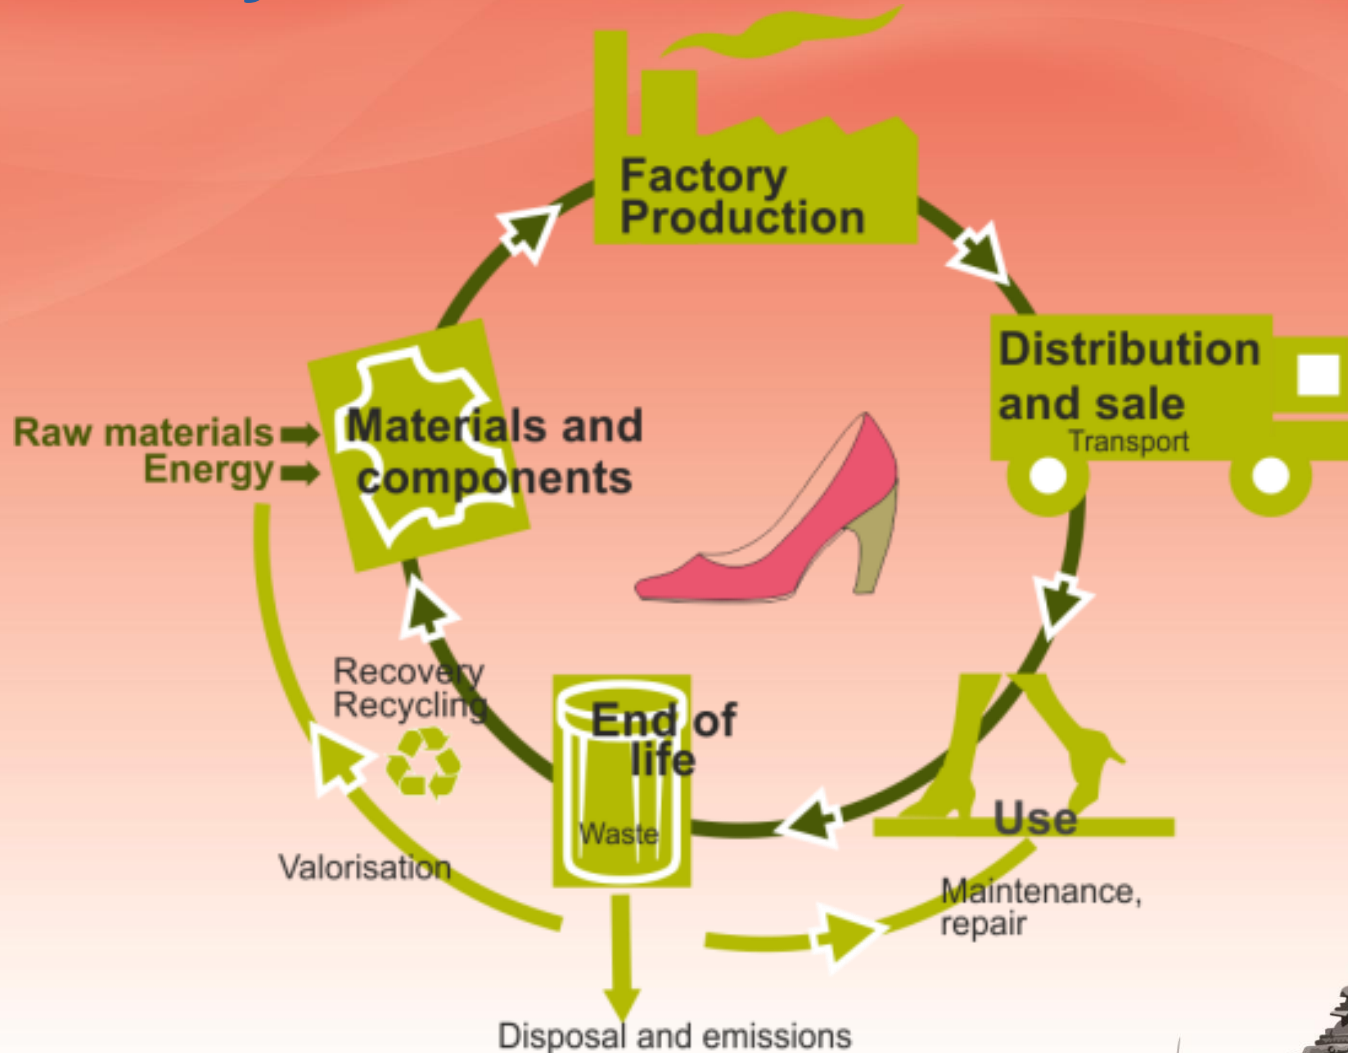 Factory
Production
Distribution
and sale
Transport
Raw materials
Energy
Materials and
components
Recovery
Recycling
End of
life
Waste
Use
Valorisation
Maintenance,
repair
Disposal and emissions